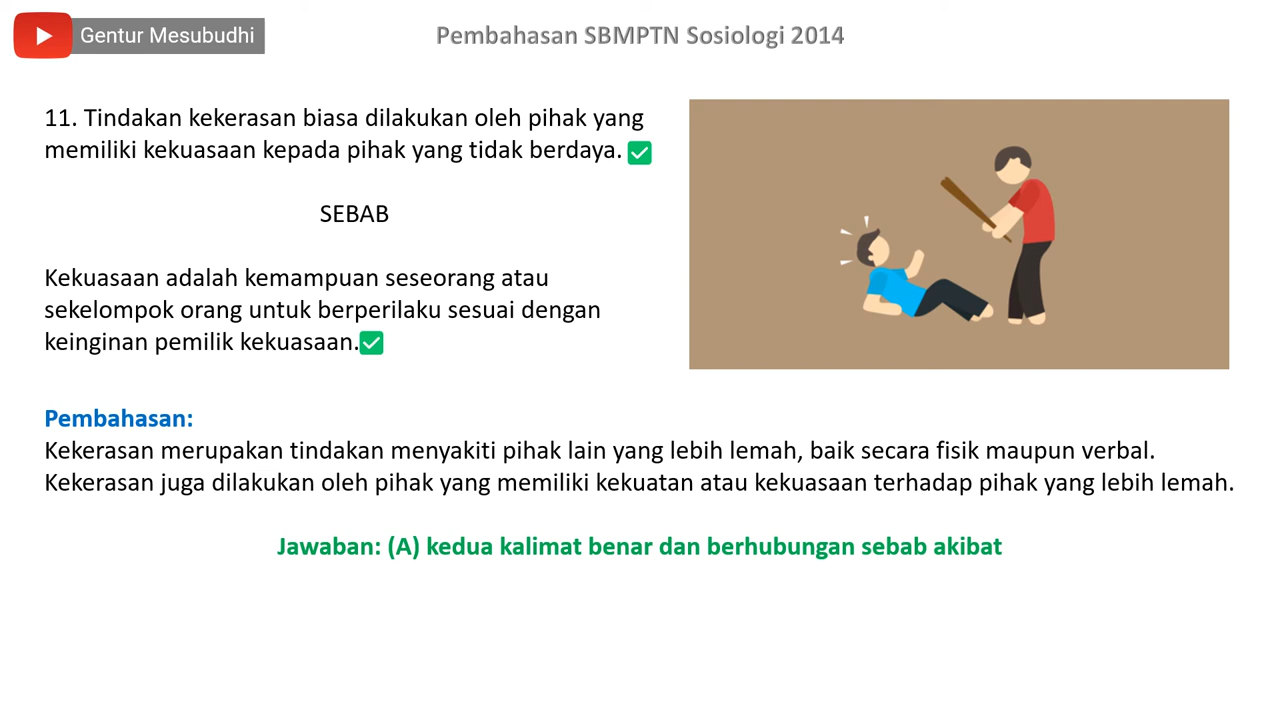 Gentur Mesubudhi
Pembahasan SBMPTN Sosiologi 2014
11. Tindakan kekerasan biasa dilakukan oleh pihak yang
memiliki kekuasaan kepada pihak yang tidak berdaya. ✅
SEBAB
Kekuasaan adalah kemampuan seseorang atau
sekelompok orang untuk berperilaku sesuai dengan
keinginan pemilik kekuasaan.✅
Pembahasan:
Kekerasan merupakan tindakan menyakiti pihak lain yang lebih lemah, baik secara fisik maupun verbal.
Kekerasan juga dilakukan oleh pihak yang memiliki kekuatan atau kekuasaan terhadap pihak yang lebih lemah.
Jawaban: (A) kedua kalimat benar dan berhubungan sebab akibat